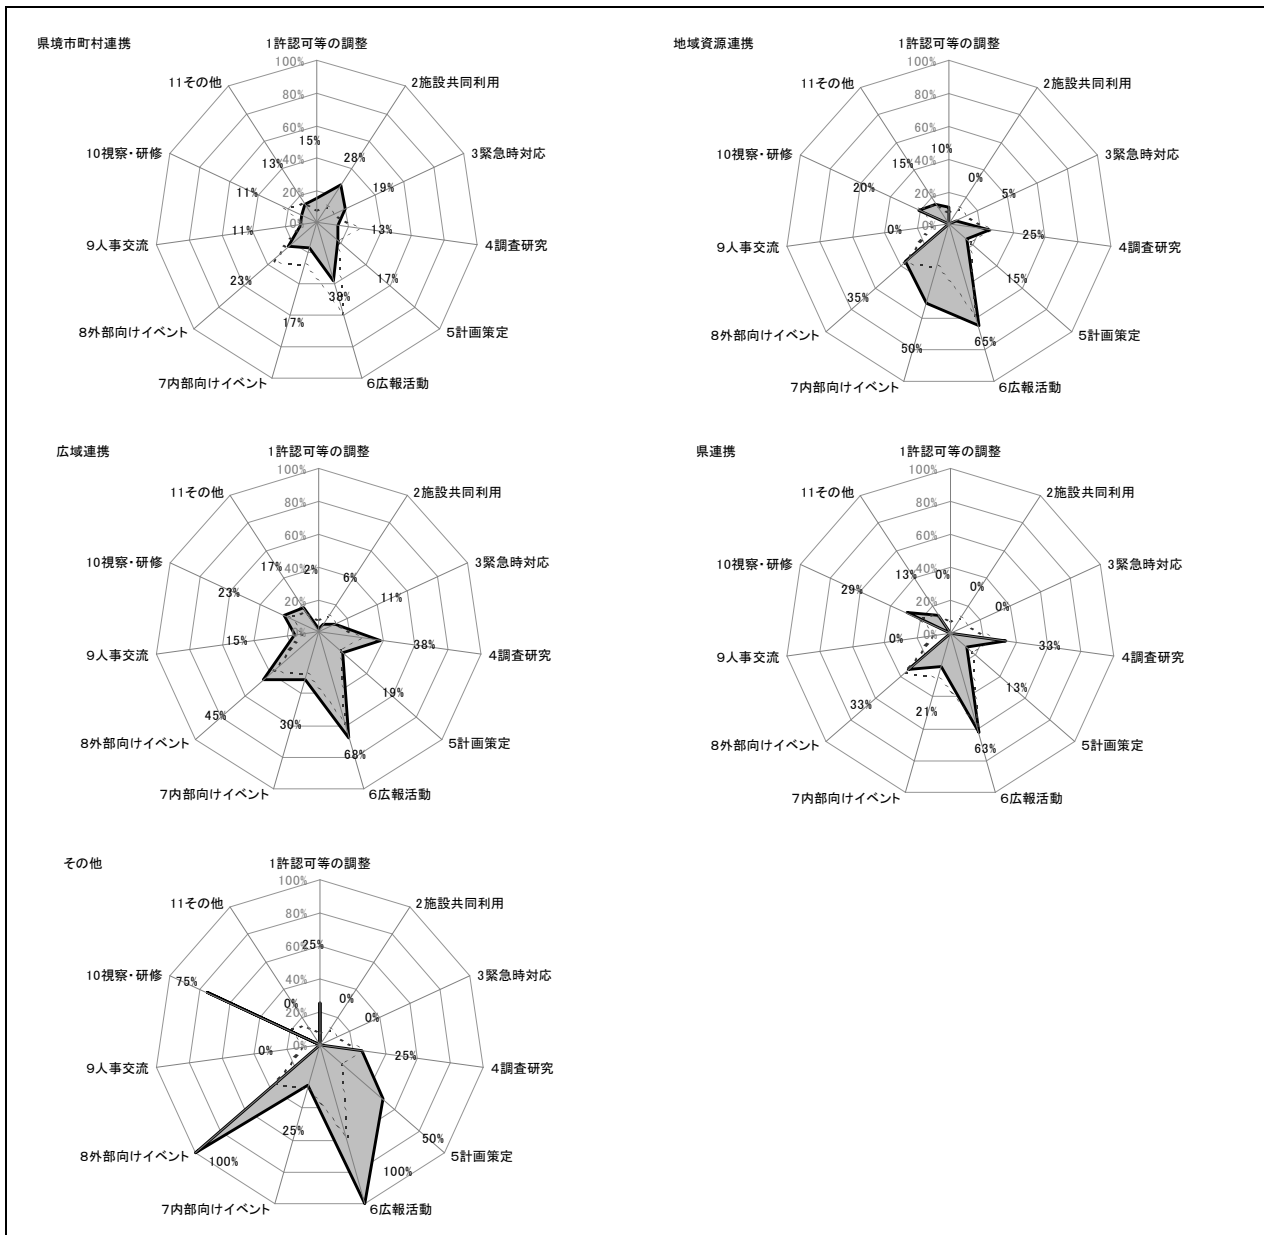 県境市町村連携
1許認可等の調整
2施設共同利用
3緊急時対応
4調査研究
5計画策定
6広報活動
7内部向けイベント
8外部向けイベント
9人事交流
10視察・研修
11その他
100%
80%
60%
40%
20%
0%
15%
28%
19%
13%
17%
38%
17%
23%
11%
11%
13%
地域資源連携
1許認可等の調整
2施設共同利用
3緊急時対応
4調査研究
5計画策定
6広報活動
7内部向けイベント
8外部向けイベント
9人事交流
10視察・研修
11その他
100%
80%
60%
40%
20%
0%
10%
0%
5%
25%
15%
65%
50%
35%
0%
20%
15%
広域連携
1許認可等の調整
2施設共同利用
3緊急時対応
4調査研究
5計画策定
6広報活動
7内部向けイベント
8外部向けイベント
9人事交流
10視察・研修
11その他
100%
80%
60%
40%
20%
0%
2%
6%
11%
38%
19%
68%
30%
45%
15%
23%
17%
県連携
1許認可等の調整
2施設共同利用
3緊急時対応
4調査研究
5計画策定
6広報活動
7内部向けイベント
8外部向けイベント
9人事交流
10視察・研修
11その他
100%
80%
60%
40%
20%
0%
0%
0%
0%
33%
13%
63%
21%
33%
0%
29%
13%
その他
1許認可等の調整
2施設共同利用
3緊急時対応
4調査研究
5計画策定
6広報活動
7内部向けイベント
8外部向けイベント
9人事交流
10視察・研修
11その他
100%
80%
60%
40%
20%
0%
25%
0%
0%
25%
50%
100%
25%
100%
0%
75%
0%